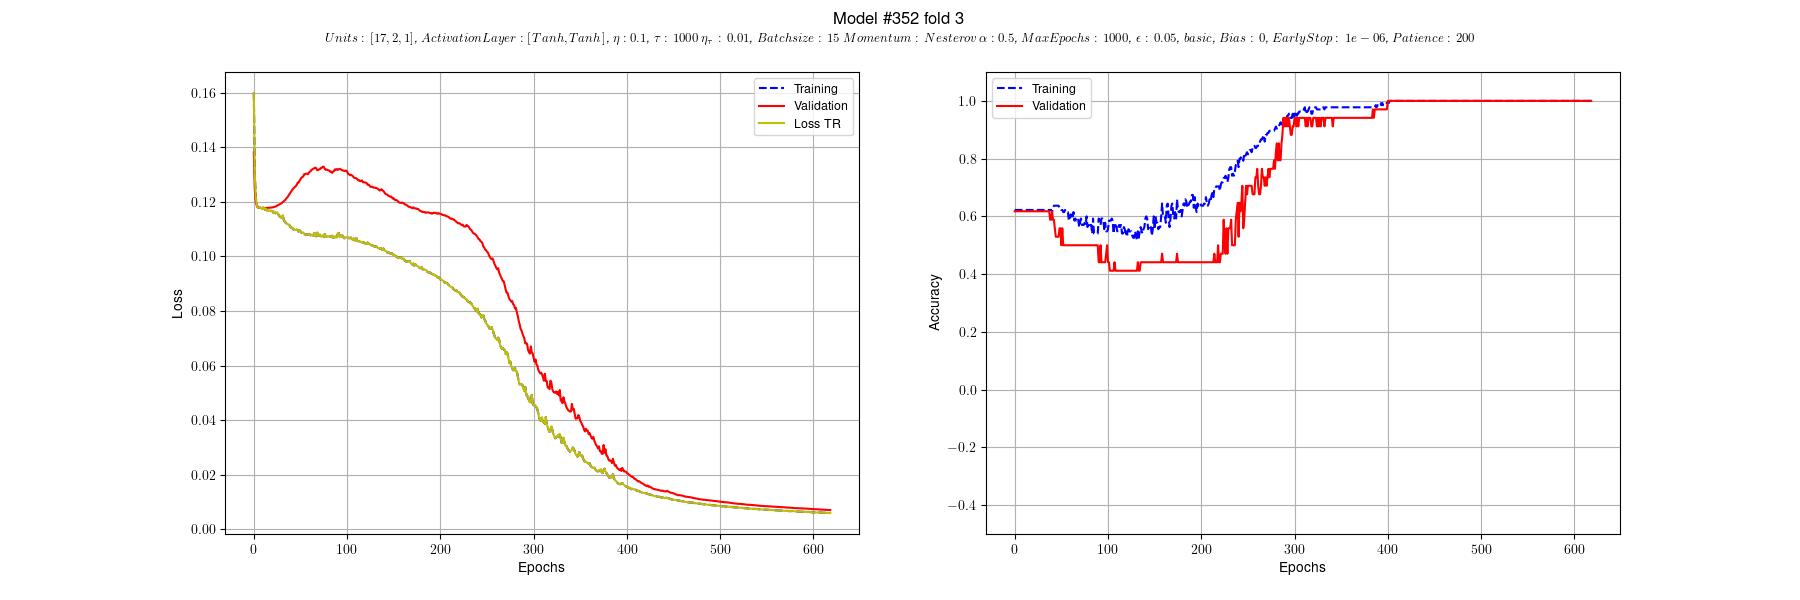 Model #352 fold 3
Units : [17, 2, 1], ActivationLayer : [Tanh, Tanh], η : 0.1, τ : 1000 η_τ : 0.01, Batchsize : 15 Momentum : Nesterov α : 0.5, MaxEpochs : 1000, ϵ : 0.05, basic, Bias : 0, EarlyStop : 1e − 06, Patience : 200
Training
Validation
Loss TR
0.16
0.14
0.12
0.10
0.08
0.06
0.04
0.02
0.00
Loss
0 100 200 300 400 500 600
Epochs
Training
Validation
1.0
0.8
0.6
0.4
0.2
0.0
−0.2
−0.4
Accuracy
0 100 200 300 400 500 600
Epochs